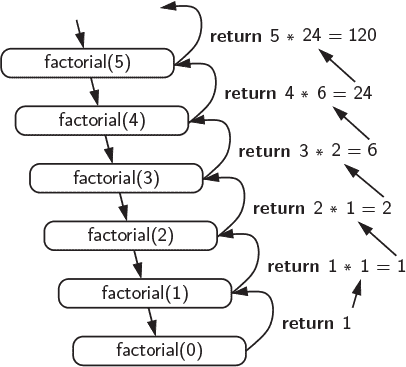 return 5 * 24 = 120
factorial(5)
return 4 * 6 = 24
factorial(4)
return 3 * 2 = 6
factorial(3)
return 2 * 1 = 2
factorial(2)
return 1 * 1 = 1
factorial(1)
return 1
factorial(0)